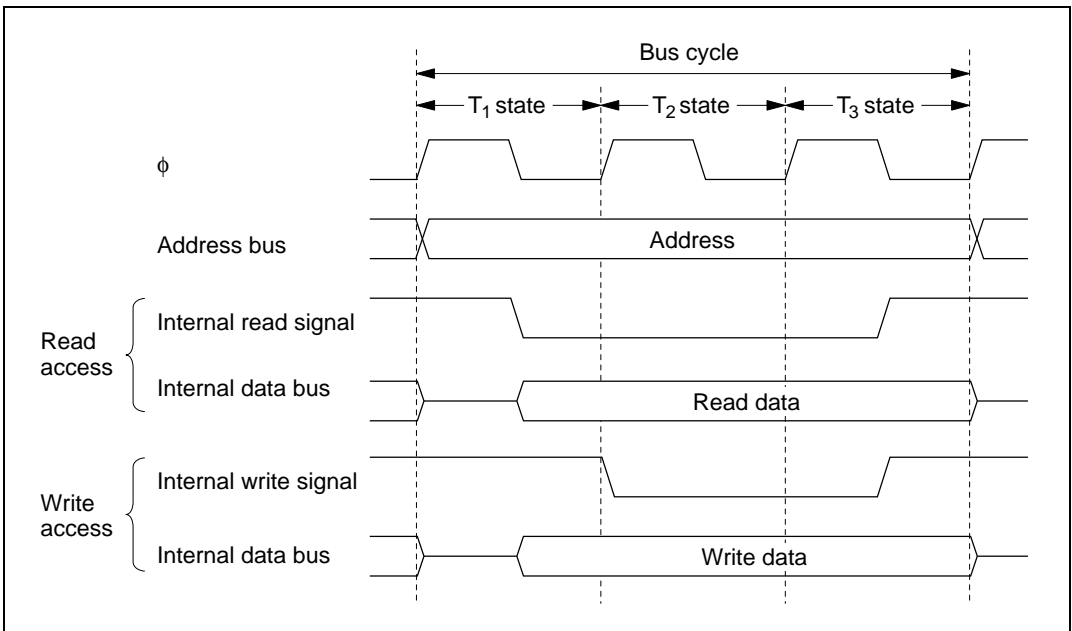 Bus cycle
T₁ state
T₂ state
T₃ state
φ
Address bus
Address
Read
access
Internal read signal
Internal data bus
Read data
Write
access
Internal write signal
Internal data bus
Write data